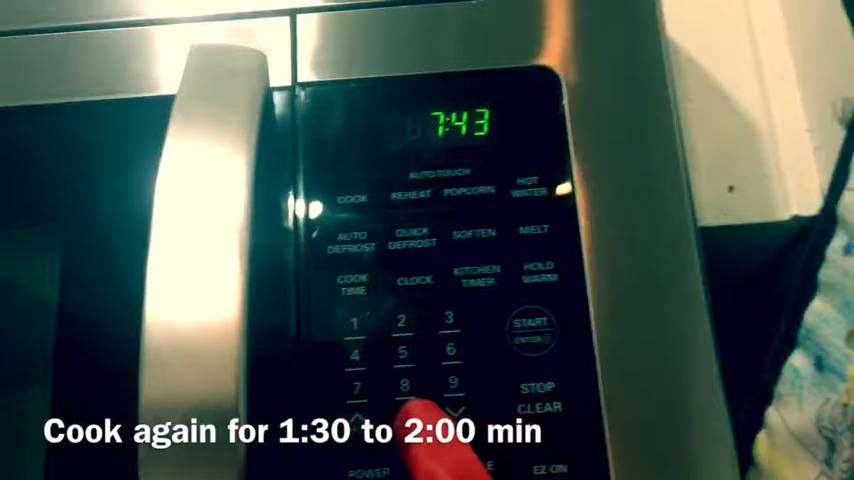 7:43
AUTO TOUCH
COOK REHEAT POPCORN HOT WATER
AUTO DEFROST QUICK DEFROST SOFTEN MELT
COOK TIME CLOCK KITCHEN TIMER HOLD WARM
1 2 3
START
ENTER
4 5 6
7 8 9
STOP
CLEAR
Cook again for 1:30 to 2:00 min
POWER
EZ-ON